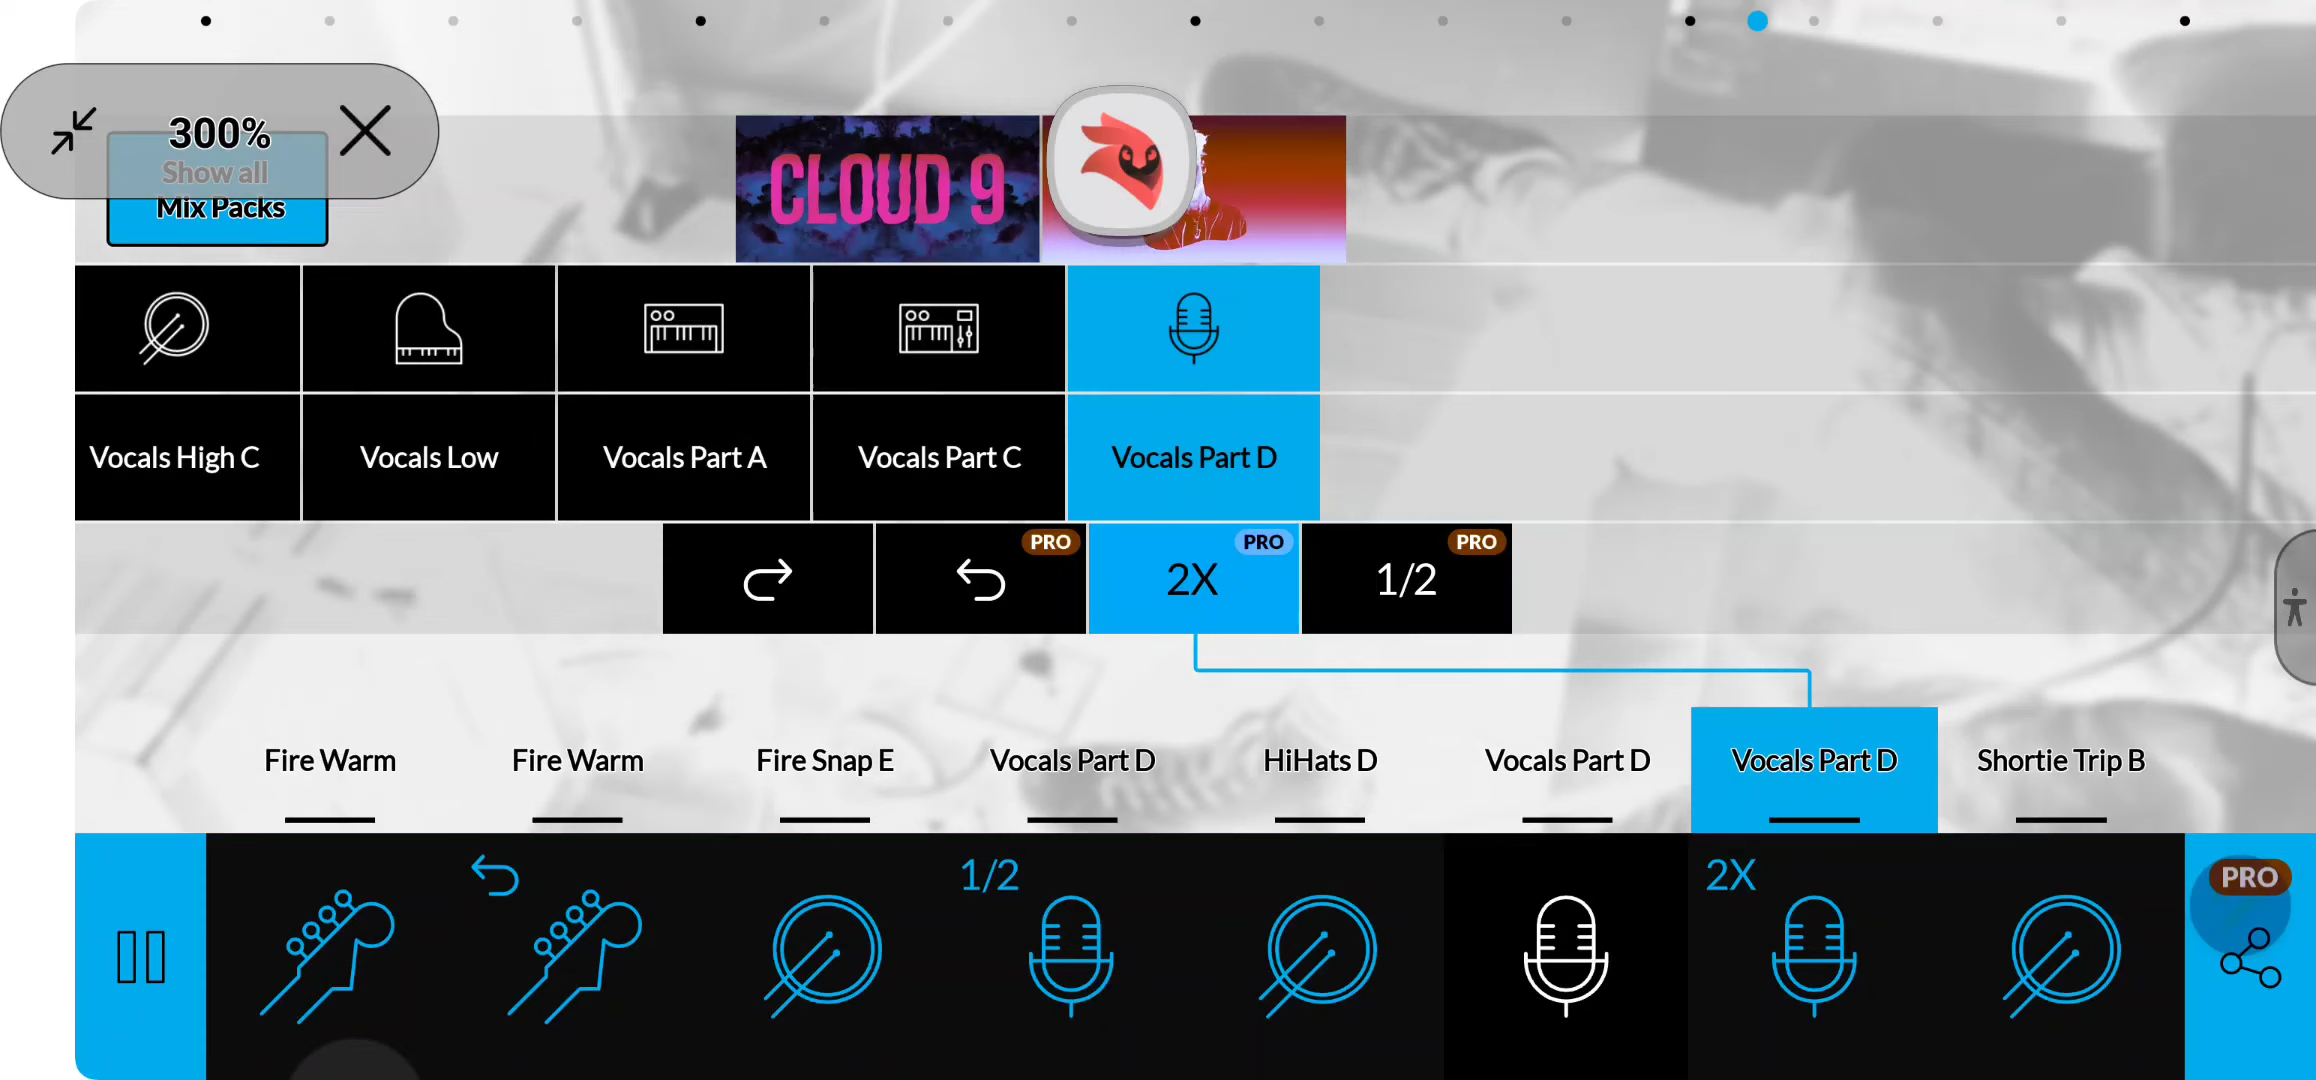 300%
Show all
Mix Packs
CLOUD 9
Vocals High C
Vocals Low
Vocals Part A
Vocals Part C
Vocals Part D
PRO
2X
PRO
1/2
PRO
Fire Warm
Fire Warm
Fire Snap E
Vocals Part D
HiHats D
Vocals Part D
Vocals Part D
Shortie Trip B
1/2
2X
PRO